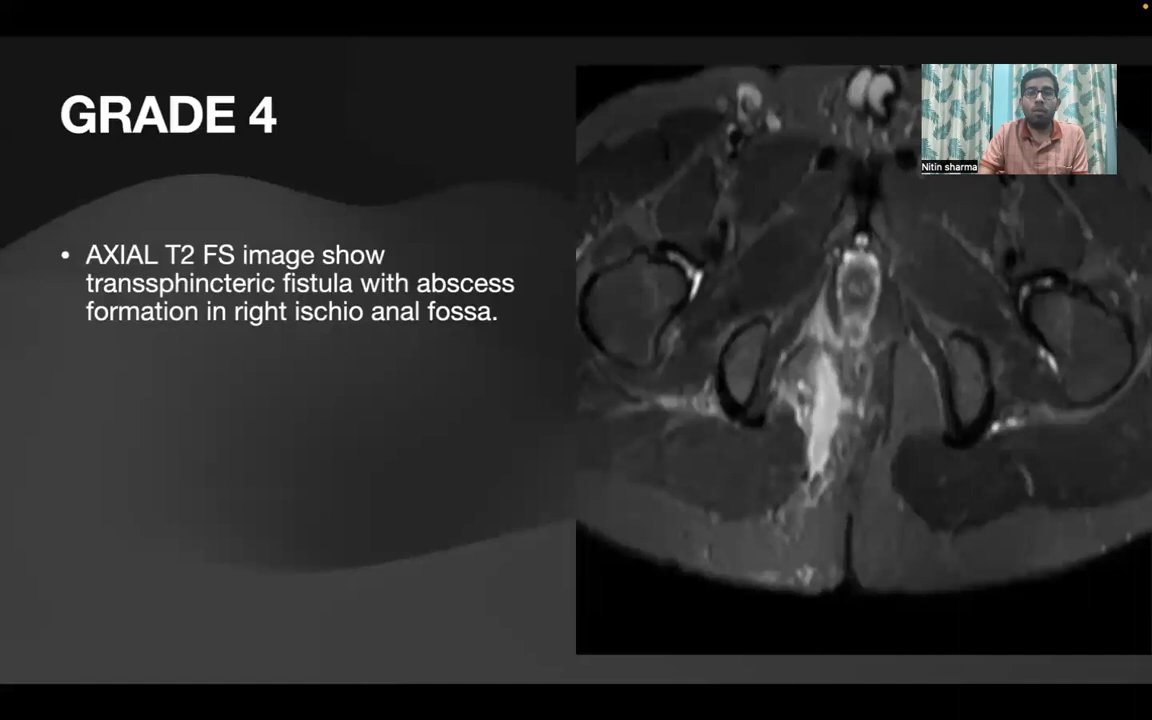 GRADE 4
• AXIAL T2 FS image show
transsphincteric fistula with abscess
formation in right ischio anal fossa.
Nitin sharma